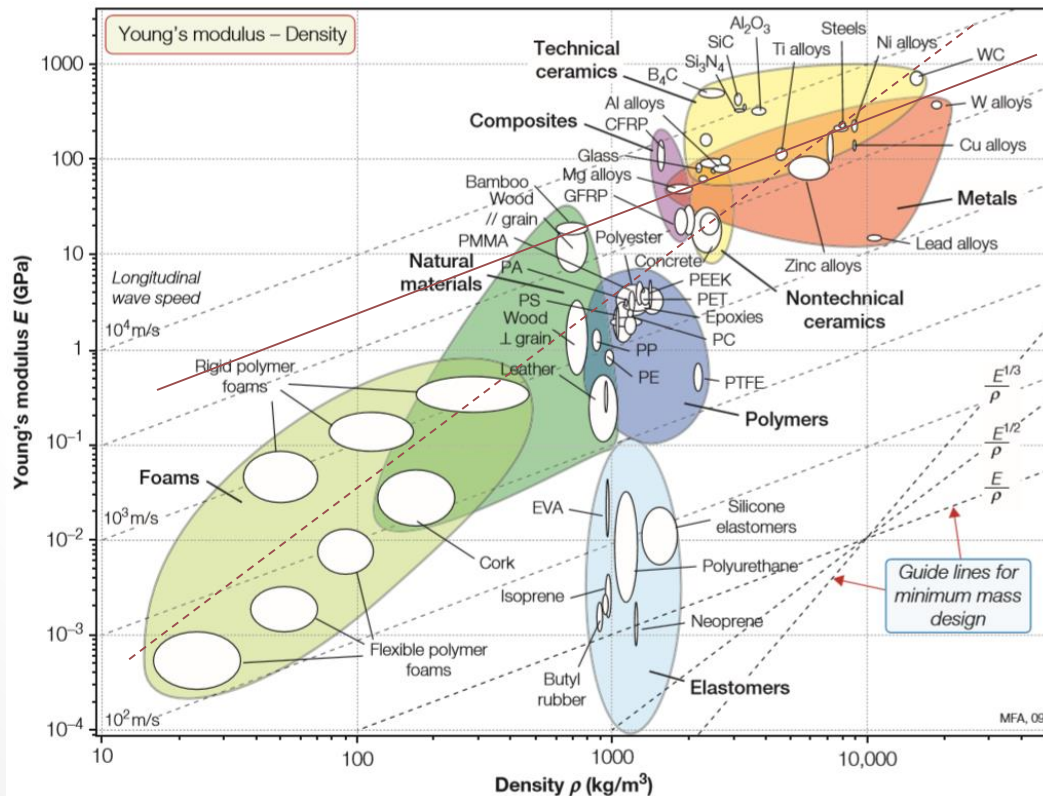 Young's modulus – Density
Al₂O₃
Steels
SiC
Ti alloys
Ni alloys
Technical
ceramics
Si₃N₄
WC
B₄C
Al alloys
W alloys
Composites
CFRP
Glass
Cu alloys
Mg alloys
Bamboo
GFRP
Metals
Wood
// grain
Polyester
Lead alloys
PMMA
Concrete
Zinc alloys
Natural
materials
PA
PEEK
Nontechnical
ceramics
PS
PET
Epoxies
Wood
⊥ grain
PC
PP
Leather
PE
PTFE
Polymers
Rigid polymer
foams
Foams
Longitudinal
wave speed
10⁴ m/s
10³ m/s
10² m/s
EVA
Silicone
elastomers
Cork
Polyurethane
Isoprene
Neoprene
Flexible polymer
foams
Butyl
rubber
Elastomers
E^1/3
ρ
E^1/2
ρ
E
ρ
Guide lines for
minimum mass
design
MFA, 09
Young's modulus E (GPa)
1000
100
10
1
10⁻¹
10⁻²
10⁻³
10⁻⁴
10
100
1000
10,000
Density ρ (kg/m³)